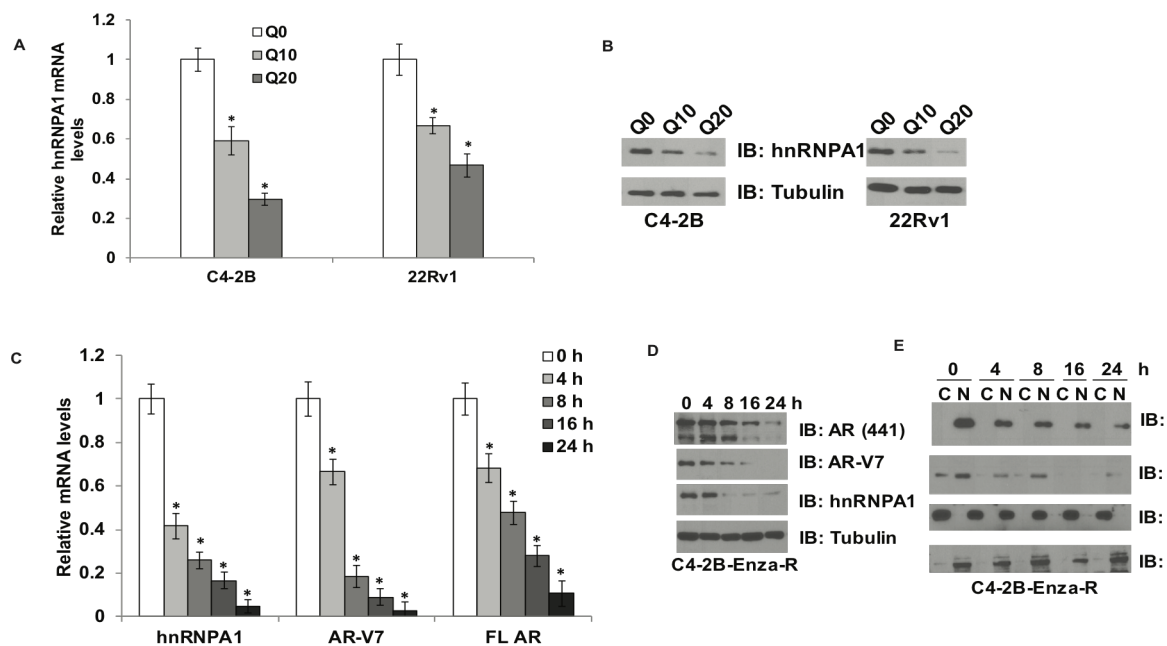 A
Relative hnRNPA1 mRNA
levels
1.2
1
0.8
0.6
0.4
0.2
0
Q0
Q10
Q20
*
*
*
*
C4-2B
22Rv1
B
Q0 Q10 Q20
IB: hnRNPA1
IB: Tubulin
C4-2B
Q0 Q10 Q20
22Rv1
C
Relative mRNA levels
1.2
1
0.8
0.6
0.4
0.2
0
0 h
4 h
8 h
16 h
24 h
* * * *
* * * *
* * * *
hnRNPA1
AR-V7
FL AR
D
0 4 8 16 24 h
IB: AR (441)
IB: AR-V7
IB: hnRNPA1
IB: Tubulin
C4-2B-Enza-R
E
0 4 8 16 24 h
C N C N C N C N C N
IB:
IB:
IB:
IB:
C4-2B-Enza-R